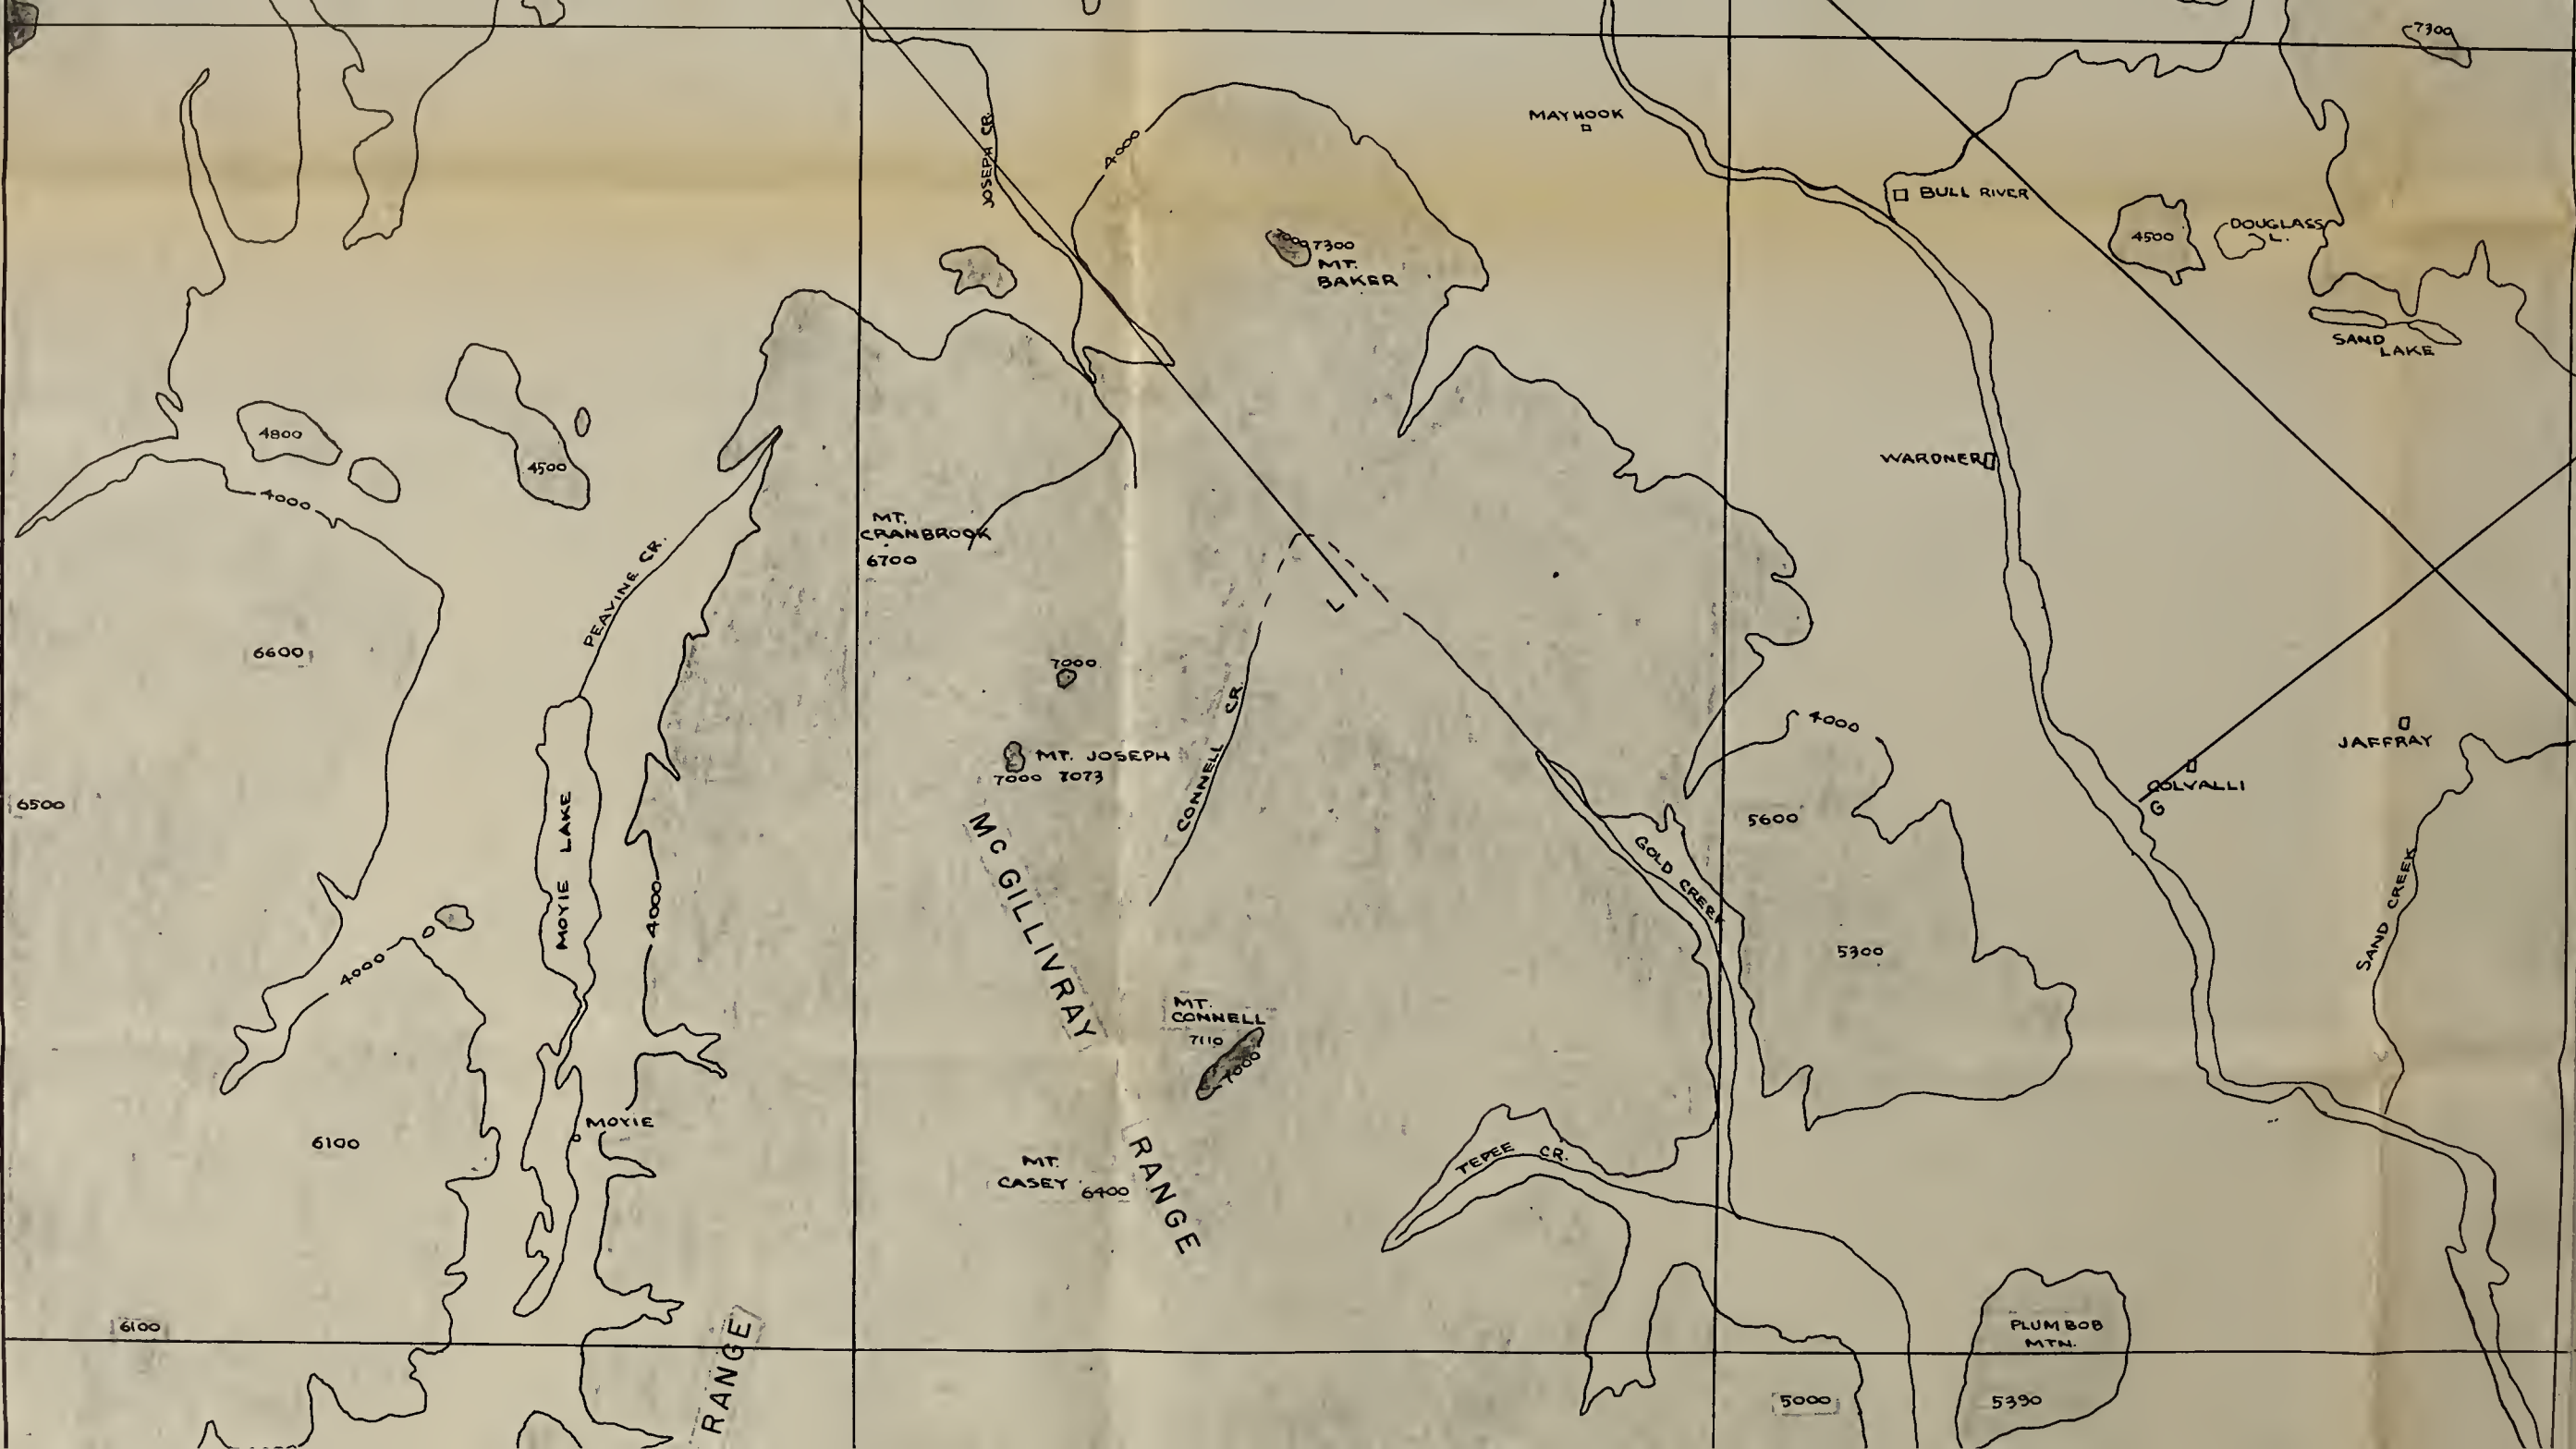 7300
MAYHOOK
JOSEPH CR.
4000
BULL RIVER
DOUGLASS
L.
4500
7000
7300
MT.
BAKER
SAND
LAKE
4800
4500
WARDNER
4000
MT.
CRANBROOK
6700
PEAVINE CR.
L
6600
7000
4000
JAFFRAY
MT. JOSEPH
7000 7073
CONNELL CR.
COLVALLI
G
6500
5600
MOYIE LAKE
4000
MC GILLIVRAY
RANGE
GOLD CREEK
SAND CREEK
5300
4000
MT.
CONNELL
7110
7000
MOYIE
6100
TEPEE CR.
MT.
CASEY 6400
6100
RANGE
PLUMBOB
MTN.
5000
5390